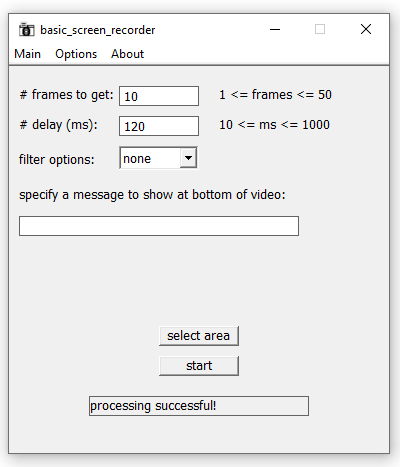 basic_screen_recorder
Main Options About
# frames to get: 10 1 <= frames <= 50
# delay (ms): 120 10 <= ms <= 1000
filter options: none
specify a message to show at bottom of video:
select area
start
processing successful!